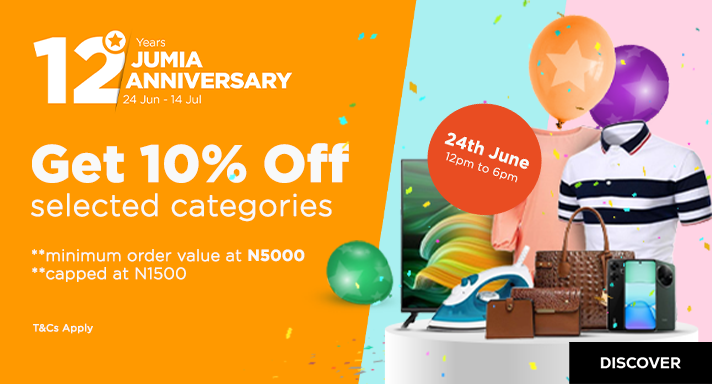 12
Years
JUMIA
ANNIVERSARY
24 Jun - 14 Jul
Get 10% Off
selected categories
**minimum order value at N5000
**capped at N1500
T&Cs Apply
24th June
12pm to 6pm
DISCOVER